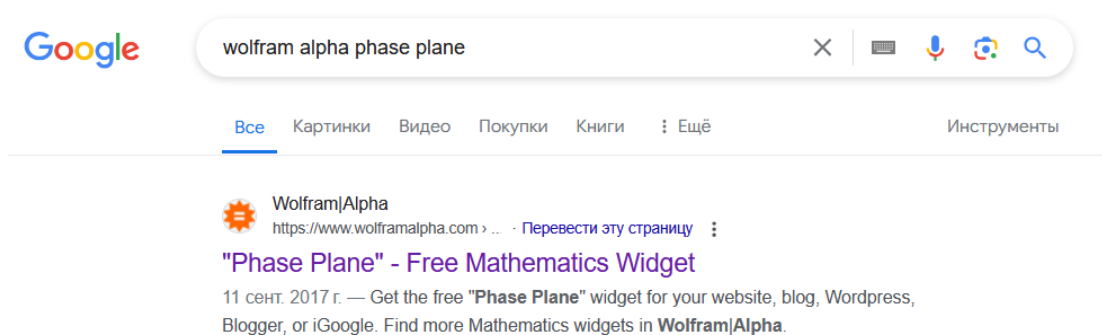 Google
wolfram alpha phase plane
Все Картинки Видео Покупки Книги ⋮ Ещё Инструменты
Wolfram|Alpha
https://www.wolframalpha.com › ... · Перевести эту страницу ⋮
"Phase Plane" - Free Mathematics Widget
11 сент. 2017 г. — Get the free "Phase Plane" widget for your website, blog, Wordpress,
Blogger, or iGoogle. Find more Mathematics widgets in Wolfram|Alpha.